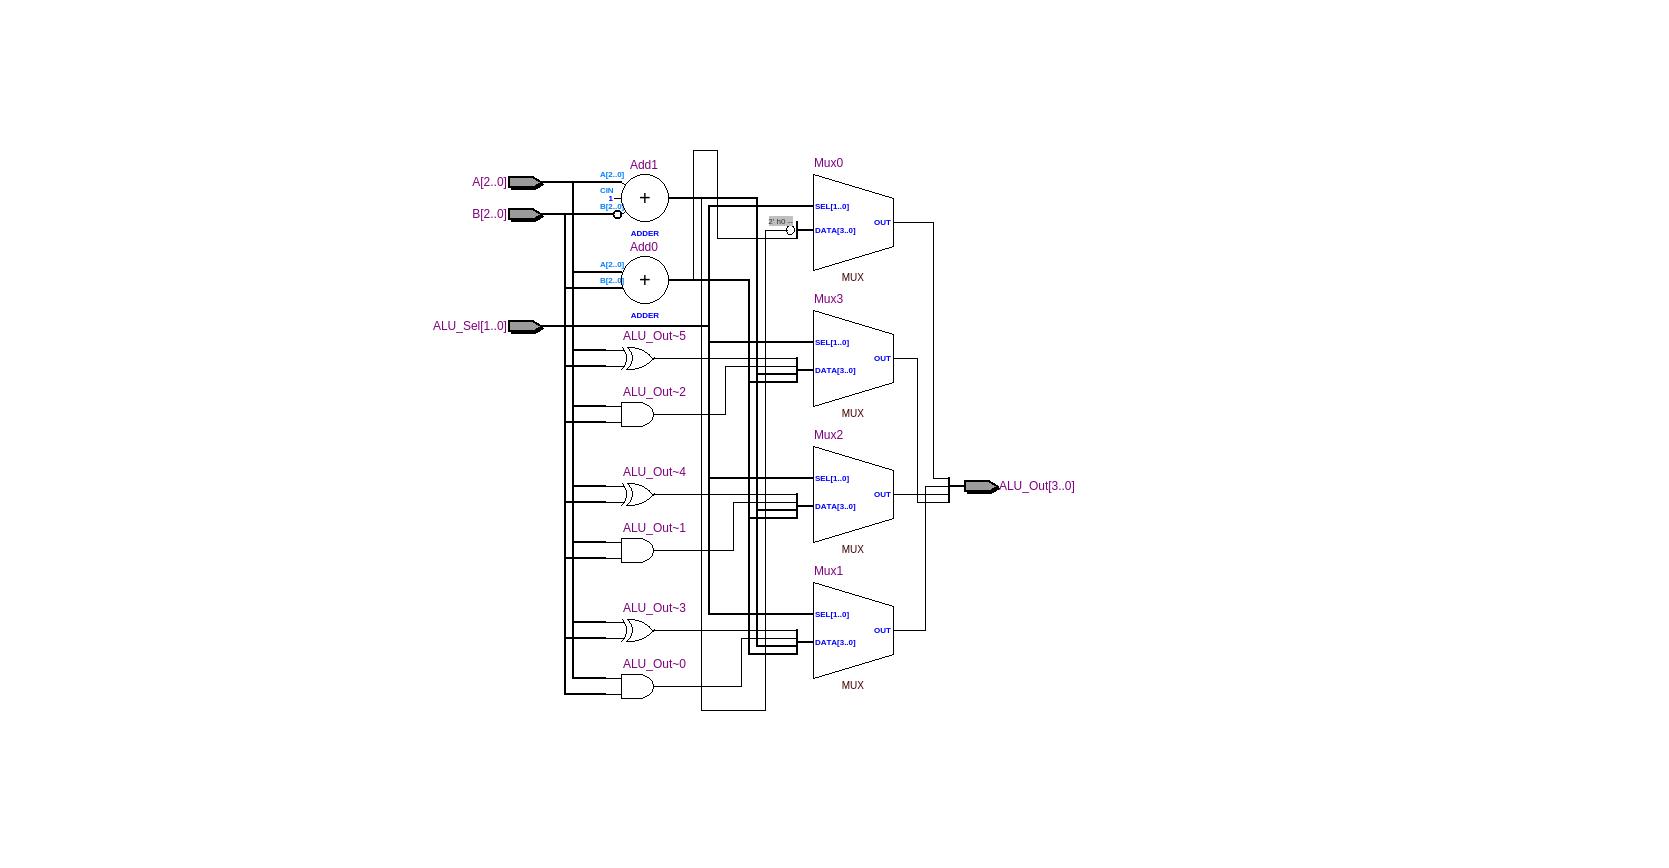 Add1
Mux0
A[2..0]
A[2..0]
CIN
1
B[2..0]
B[2..0]
+
SEL[1..0]
2' h0 --
DATA[3..0]
OUT
ADDER
Add0
A[2..0]
B[2..0]
+
MUX
Mux3
ADDER
ALU_Sel[1..0]
ALU_Out~5
SEL[1..0]
OUT
DATA[3..0]
ALU_Out~2
MUX
Mux2
ALU_Out~4
SEL[1..0]
OUT
DATA[3..0]
ALU_Out[3..0]
ALU_Out~1
MUX
Mux1
ALU_Out~3
SEL[1..0]
OUT
DATA[3..0]
ALU_Out~0
MUX